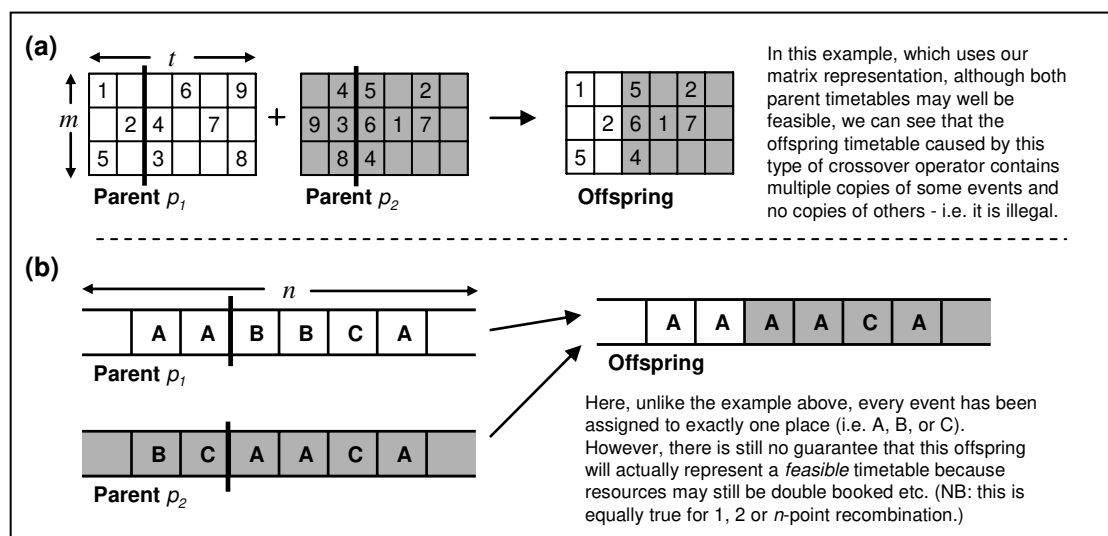 (a)
t
m
1 6 9
2 4 7
5 3 8
Parent p1
+
4 5 2
9 3 6 1 7
8 4
Parent p2
1 5 2
2 6 1 7
5 4
Offspring
In this example, which uses our
matrix representation, although both
parent timetables may well be
feasible, we can see that the
offspring timetable caused by this
type of crossover operator contains
multiple copies of some events and
no copies of others - i.e. it is illegal.
(b)
n
A A B B C A
Parent p1
B C A A C A
Parent p2
A A A A C A
Offspring
Here, unlike the example above, every event has been
assigned to exactly one place (i.e. A, B, or C).
However, there is still no guarantee that this offspring
will actually represent a feasible timetable because
resources may still be double booked etc. (NB: this is
equally true for 1, 2 or n-point recombination.)